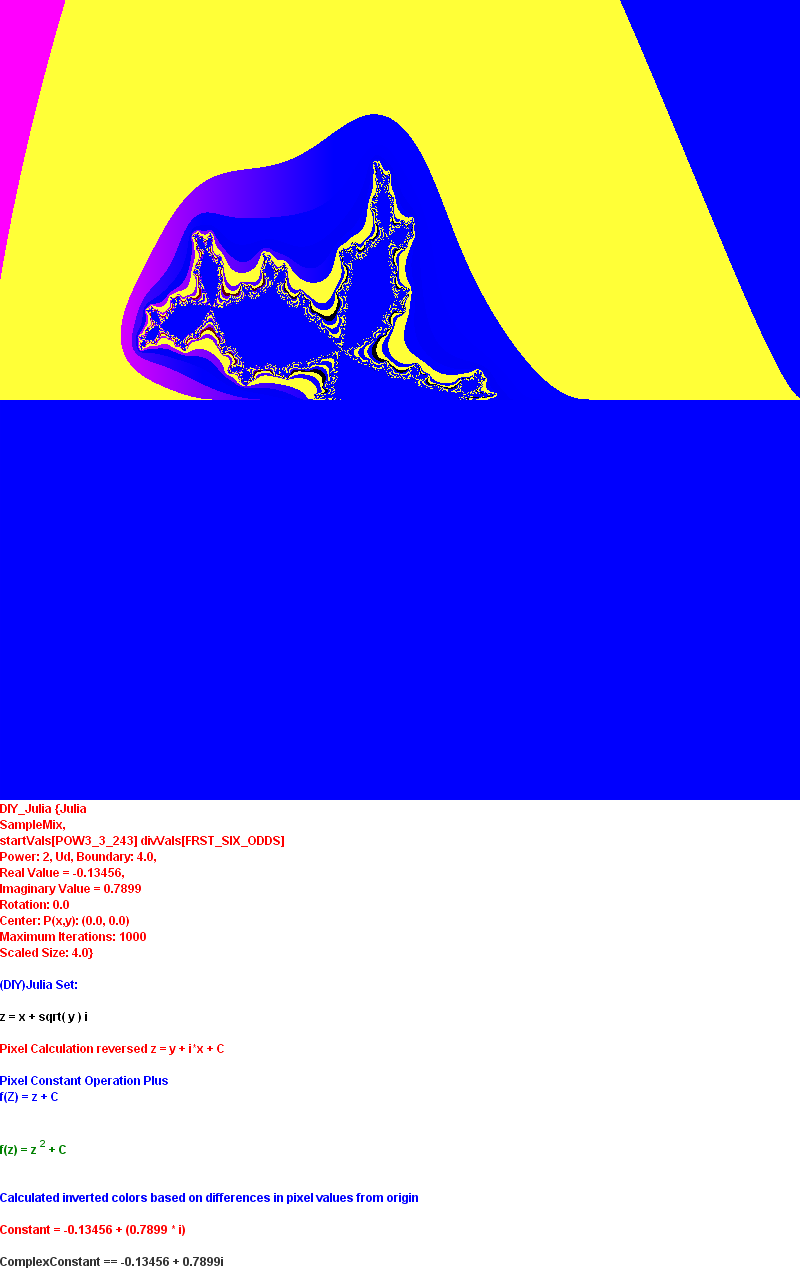 DIY_Julia {Julia
SampleMix,
startVals[POW3_3_243] divVals[FRST_SIX_ODDS]
Power: 2, Ud, Boundary: 4.0,
Real Value = -0.13456,
Imaginary Value = 0.7899
Rotation: 0.0
Center: P(x,y): (0.0, 0.0)
Maximum Iterations: 1000
Scaled Size: 4.0}
(DIY)Julia Set:
z = x + sqrt( y ) i
Pixel Calculation reversed z = y + i*x + C
Pixel Constant Operation Plus
f(Z) = z + C
f(z) = z 2 + C
Calculated inverted colors based on differences in pixel values from origin
Constant = -0.13456 + (0.7899 * i)
ComplexConstant == -0.13456 + 0.7899i